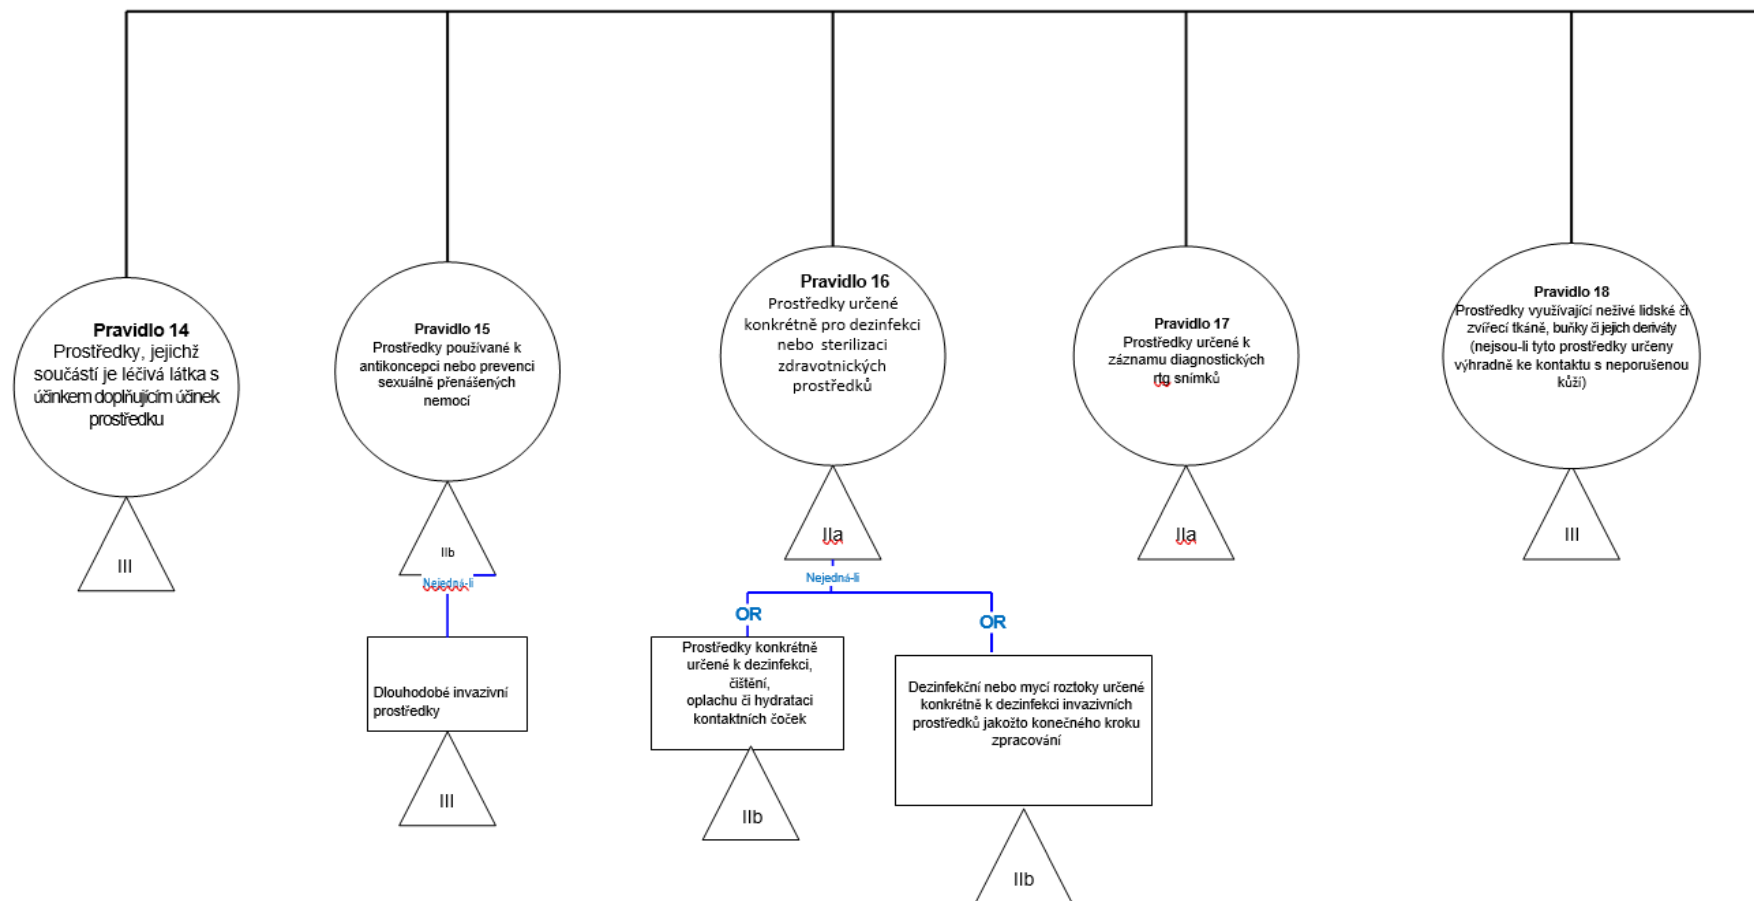 Pravidlo 14
Prostředky, jejichž
součástí je léčivá látka s
účinkem doplňujícím účinek
prostředku
III
Pravidlo 15
Prostředky používané k
antikoncepci nebo prevenci
sexuálně přenášených
nemocí
IIb
Nejedná-li
Dlouhodobé invazivní
prostředky
III
Pravidlo 16
Prostředky určené
konkrétně pro dezinfekci
nebo sterilizaci
zdravotnických
prostředků
IIa
Nejedná-li
OR
OR
Prostředky konkrétně
určené k dezinfekci,
čištění,
oplachu či hydrataci
kontaktních čoček
IIb
Dezinfekční nebo mycí roztoky určené
konkrétně k dezinfekci invazivních
prostředků jakožto konečného kroku
zpracování
IIb
Pravidlo 17
Prostředky určené k
záznamu diagnostických
rtg snímků
IIa
Pravidlo 18
Prostředky využívající neživé lidské či
zvířecí tkáně, buňky či jejich deriváty
(nejsou-li tyto prostředky určeny
výhradně ke kontaktu s neporušenou
kůží)
III